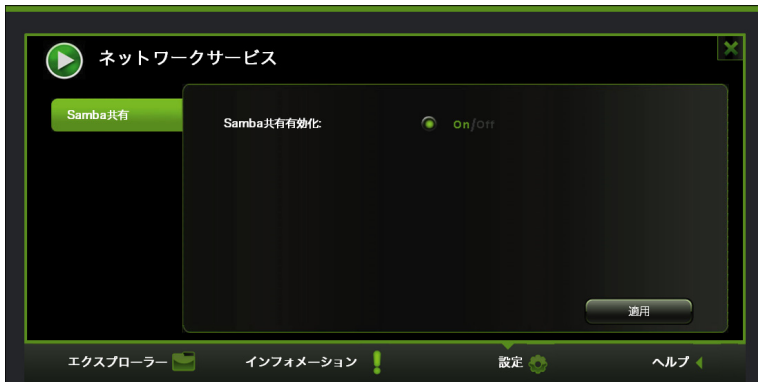 ネットワークサービス
Samba共有
Samba共有有効化: On/Off
適用
エクスプローラー インフォメーション 設定 ヘルプ